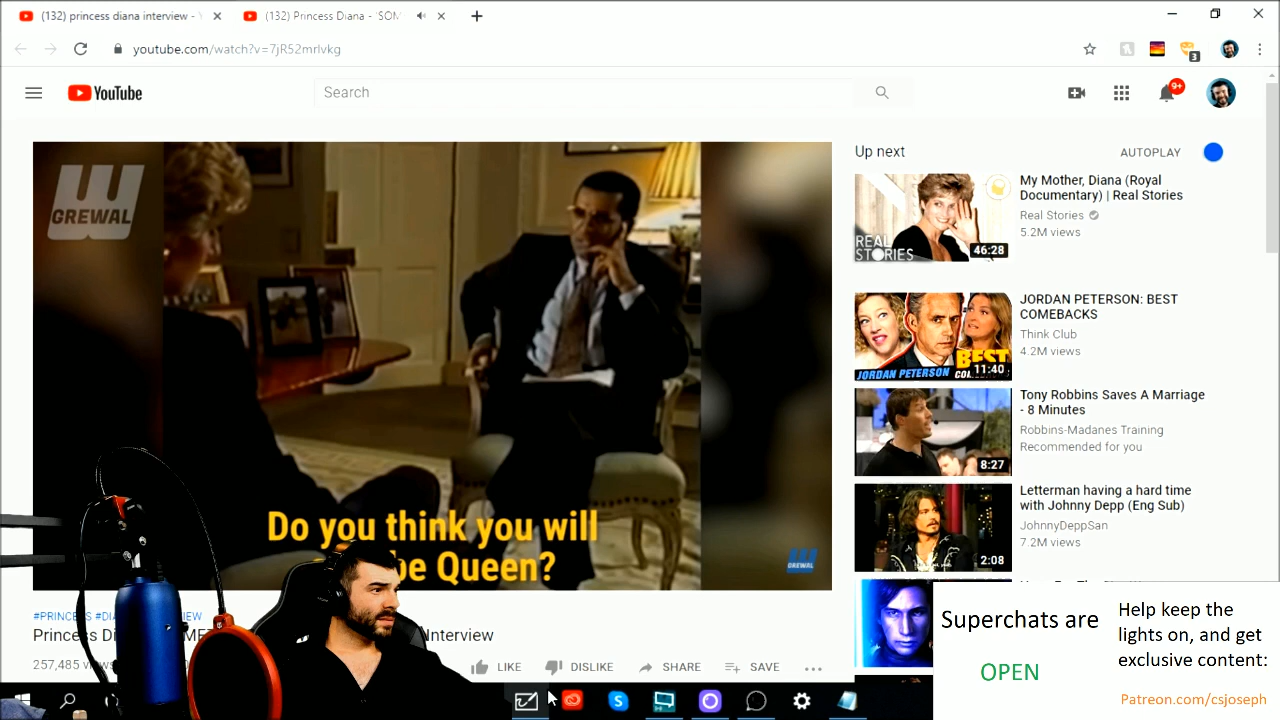 (132) princess diana interview -
(132) Princess Diana - 'SOM
youtube.com/watch?v=7jR52mrlvkg
3
YouTube
Search
9+
GREWAL
Do you think you will
be Queen?
GREWAL
Up next
AUTOPLAY
REAL
STORIES
46:28
My Mother, Diana (Royal
Documentary) | Real Stories
Real Stories
5.2M views
JORDAN PETERSON
BEST
11:40
JORDAN PETERSON: BEST
COMEBACKS
Think Club
4.2M views
8:27
Tony Robbins Saves A Marriage
- 8 Minutes
Robbins-Madanes Training
Recommended for you
2:08
Letterman having a hard time
with Johnny Depp (Eng Sub)
JohnnyDeppSan
7.2M views
#PRINCE
Interview
257,485
LIKE
DISLIKE
SHARE
SAVE
Superchats are
OPEN
Help keep the
lights on, and get
exclusive content:
Patreon.com/csjoseph